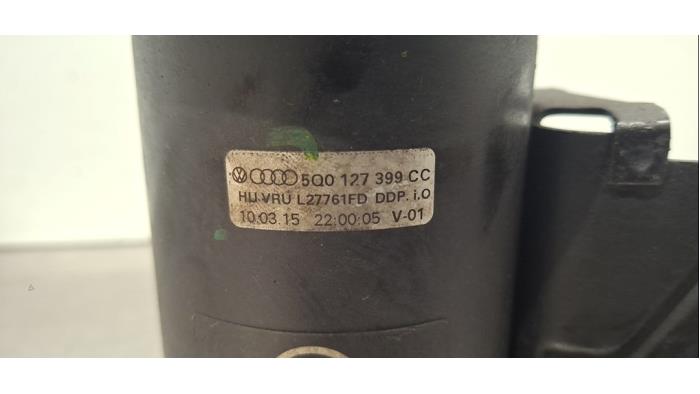 5Q0 127 399 CC
HU VRU L27761FD DDP. i.O
10.03.15 22:00:05 V-01